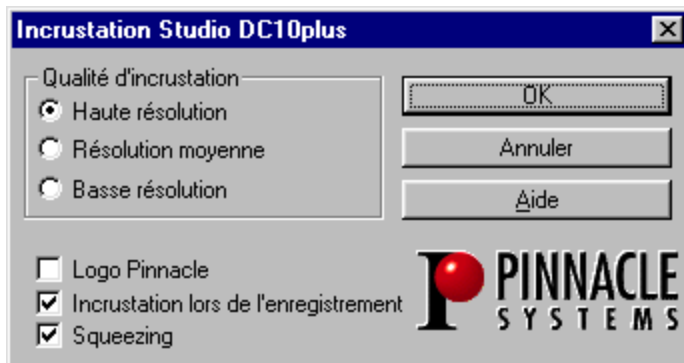 Incrustation Studio DC10plus
Qualité d'incrustation
Haute résolution
Résolution moyenne
Basse résolution
OK
Annuler
Aide
Logo Pinnacle
Incrustation lors de l'enregistrement
Squeezing
PINNACLE
SYSTEMS